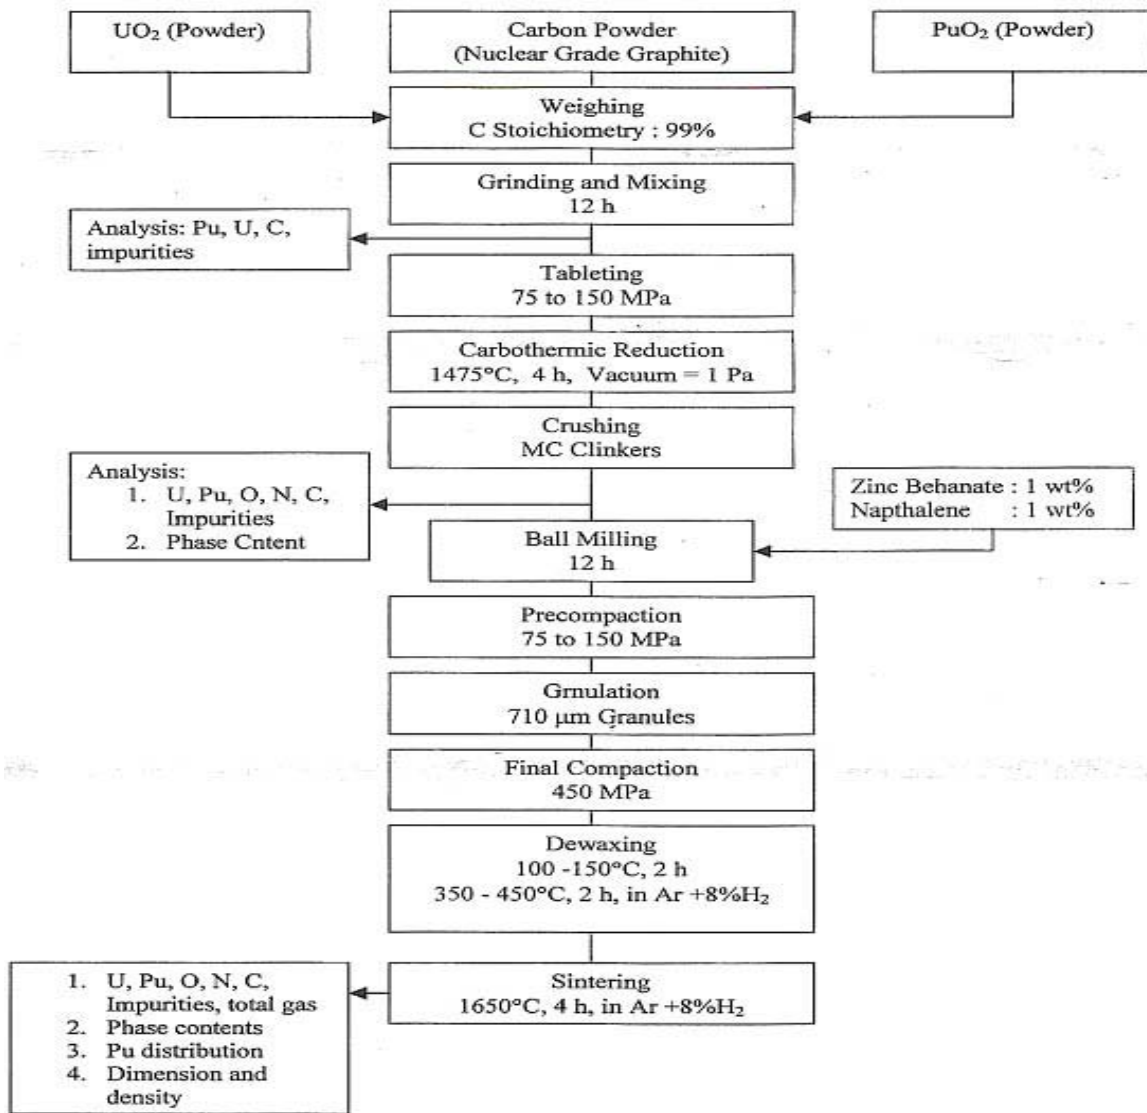 UO₂ (Powder)
Carbon Powder
(Nuclear Grade Graphite)
PuO₂ (Powder)
Weighing
C Stoichiometry : 99%
Grinding and Mixing
12 h
Analysis: Pu, U, C,
impurities
Tableting
75 to 150 MPa
Carbothermic Reduction
1475°C, 4 h, Vacuum = 1 Pa
Crushing
MC Clinkers
Analysis:
1. U, Pu, O, N, C,
Impurities
2. Phase Cntent
Zinc Behanate : 1 wt%
Napthalene : 1 wt%
Ball Milling
12 h
Precompaction
75 to 150 MPa
Grnulation
710 µm Granules
Final Compaction
450 MPa
Dewaxing
100 -150°C, 2 h
350 - 450°C, 2 h, in Ar +8%H₂
Sintering
1650°C, 4 h, in Ar +8%H₂
1. U, Pu, O, N, C,
Impurities, total gas
2. Phase contents
3. Pu distribution
4. Dimension and
density